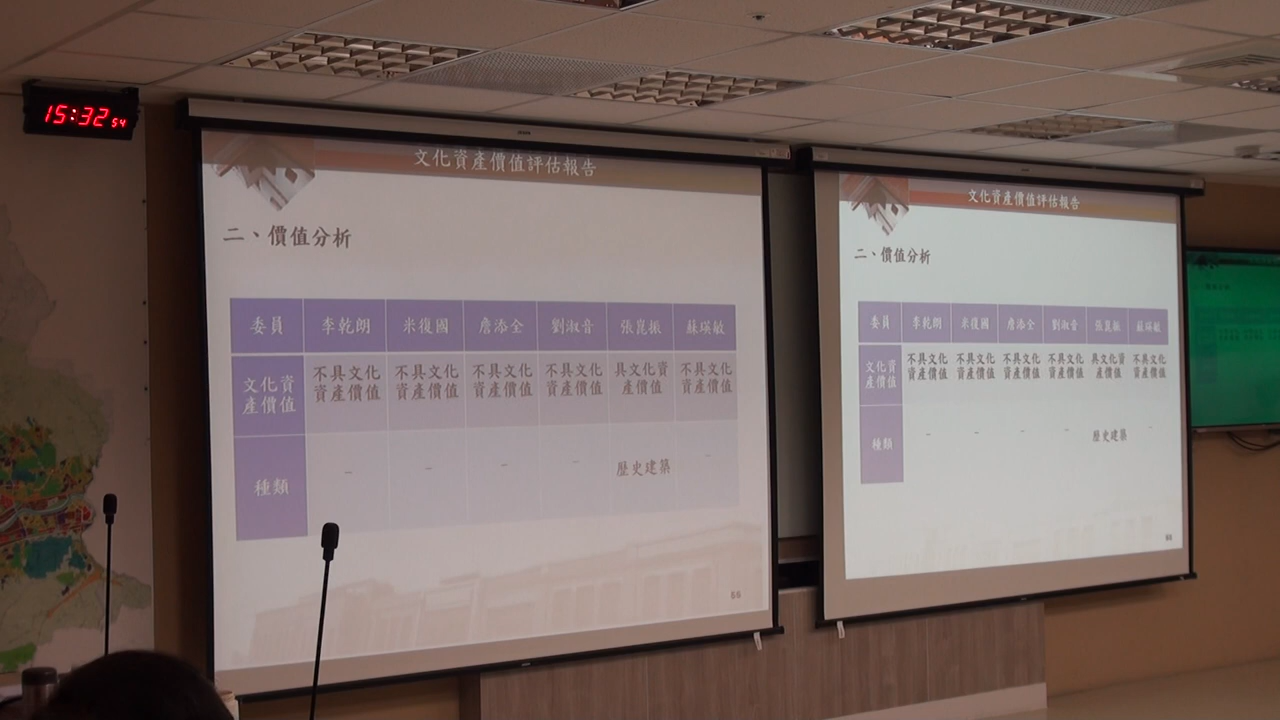 15:32 54
文化資產價值評估報告
二、價值分析
委員 李乾朗 米復國 詹添全 劉淑音 張崑振 蘇瑛敏
文化資 不具文化 不具文化 不具文化 不具文化 具文化資 不具文化
產價值 資產價值 資產價值 資產價值 資產價值 產價值 資產價值
種類 – – – – 歷史建築 –
66
文化資產價值評估報告
二、價值分析
委員 李乾朗 米復國 詹添全 劉淑音 張崑振 蘇瑛敏
文化資 不具文化 不具文化 不具文化 不具文化 具文化資 不具文化
產價值 資產價值 資產價值 資產價值 資產價值 產價值 資產價值
種類 – – – – 歷史建築 –
66